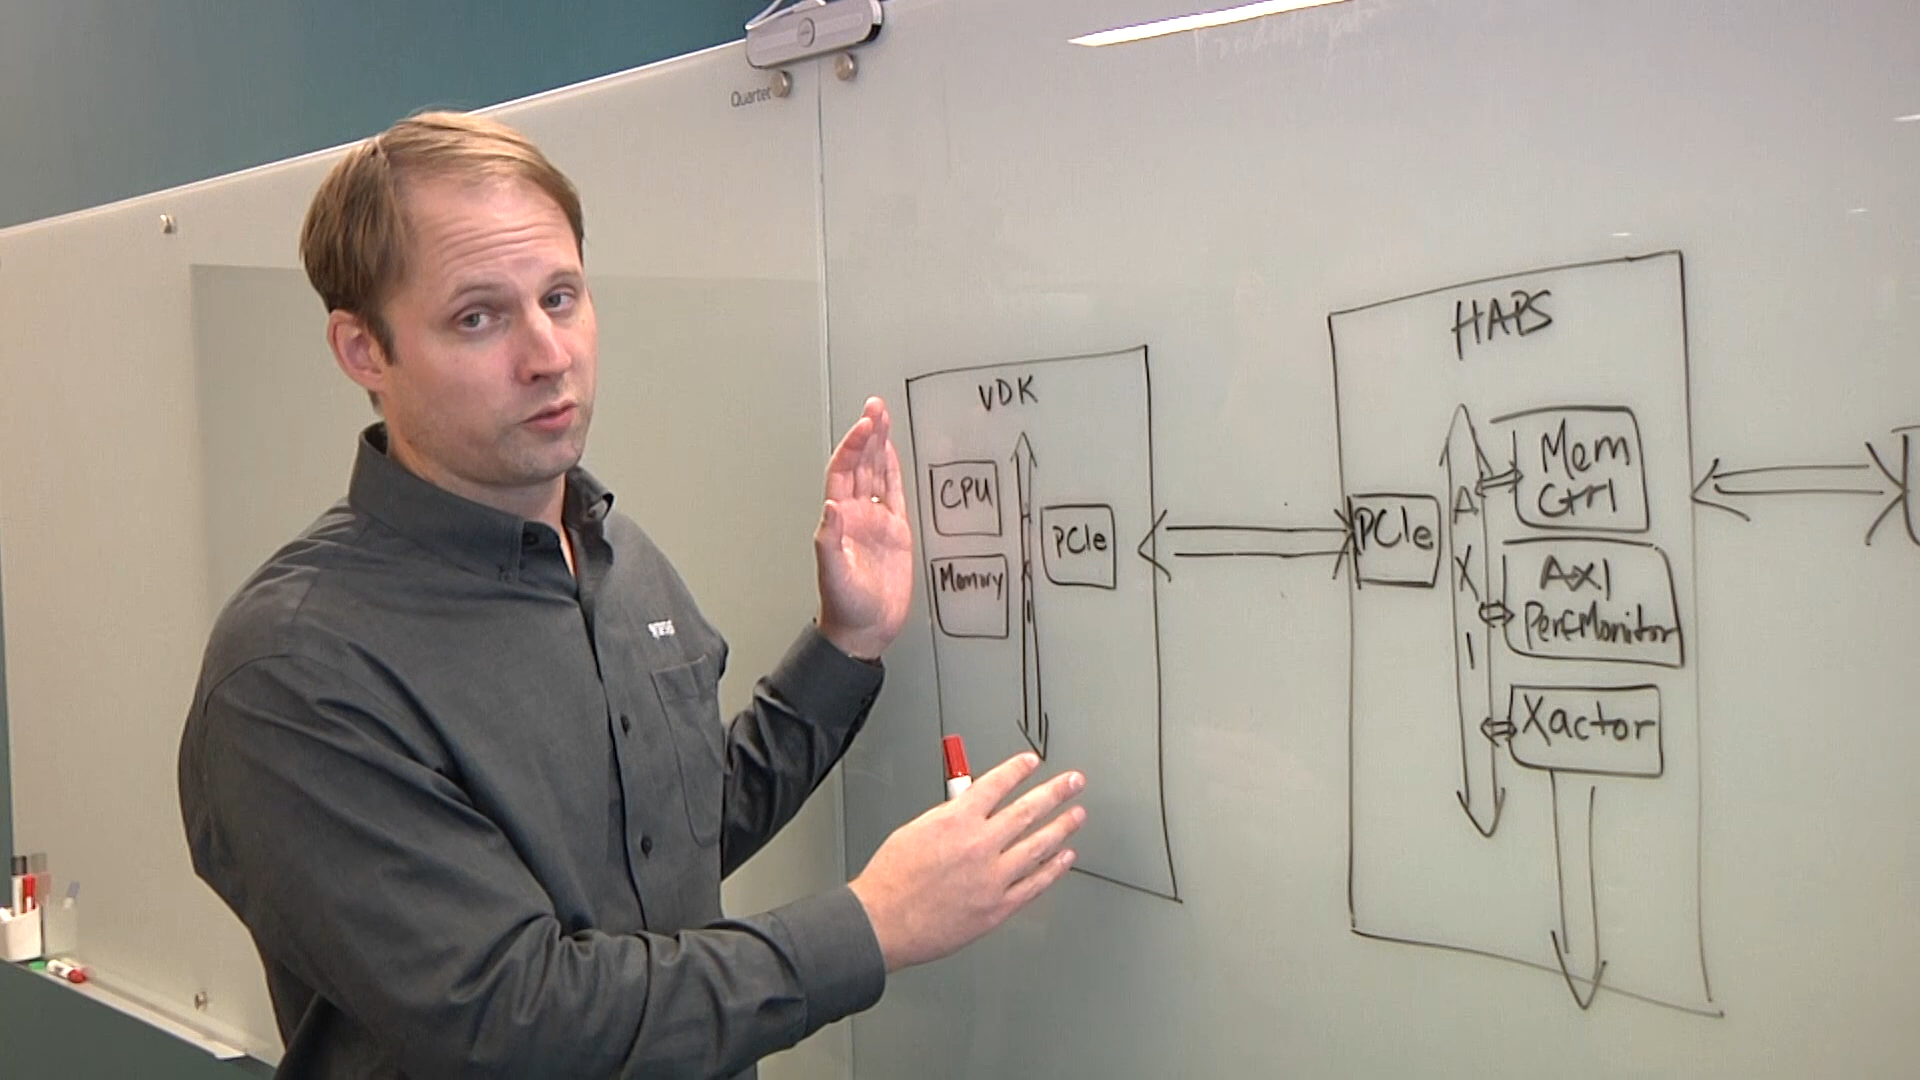 Quartet
VDK
CPU
Memory
PCIe
HAPS
PCIe
A
X
I
Mem
Ctrl
AXI
PerfMonitor
Xactor